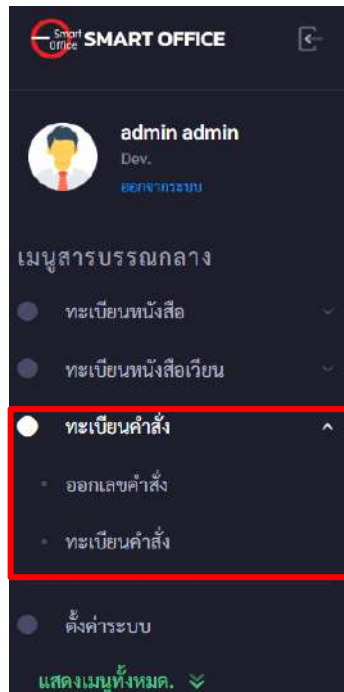 Smart
Office SMART OFFICE
admin admin
Dev.
ออกจากระบบ
เมนูสารบรรณกลาง
ทะเบียนหนังสือ
ทะเบียนหนังสือเวียน
ทะเบียนคำสั่ง
ออกเลขคำสั่ง
ทะเบียนคำสั่ง
ตั้งค่าระบบ
แสดงเมนูทั้งหมด.